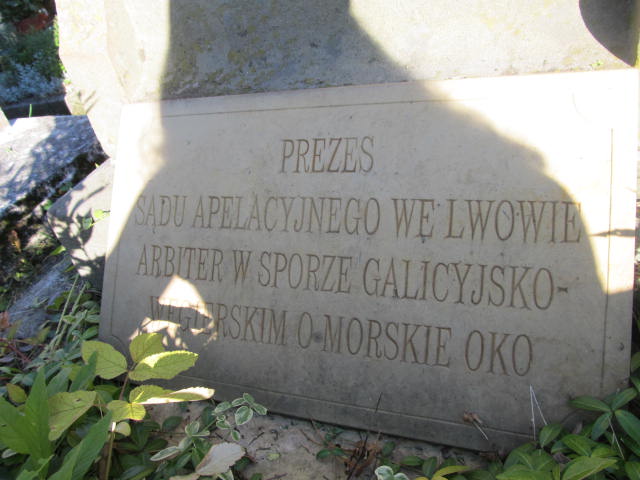 PREZES
SĄDU APELACYJNEGO WE LWOWIE
ARBITER W SPORZE GALICYJSKO-
WĘGIERSKIM O MORSKIE OKO